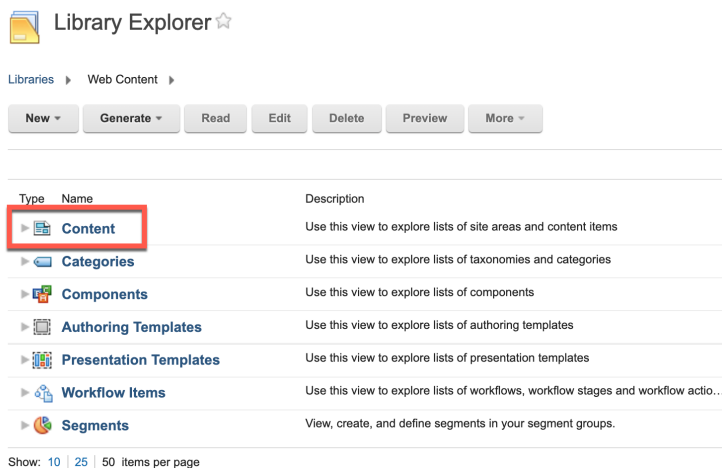 Library Explorer
Libraries Web Content
New Generate Read Edit Delete Preview More
Type Name Description
Content Use this view to explore lists of site areas and content items
Categories Use this view to explore lists of taxonomies and categories
Components Use this view to explore lists of components
Authoring Templates Use this view to explore lists of authoring templates
Presentation Templates Use this view to explore lists of presentation templates
Workflow Items Use this view to explore lists of workflows, workflow stages and workflow actio...
Segments View, create, and define segments in your segment groups.
Show: 10 25 50 items per page